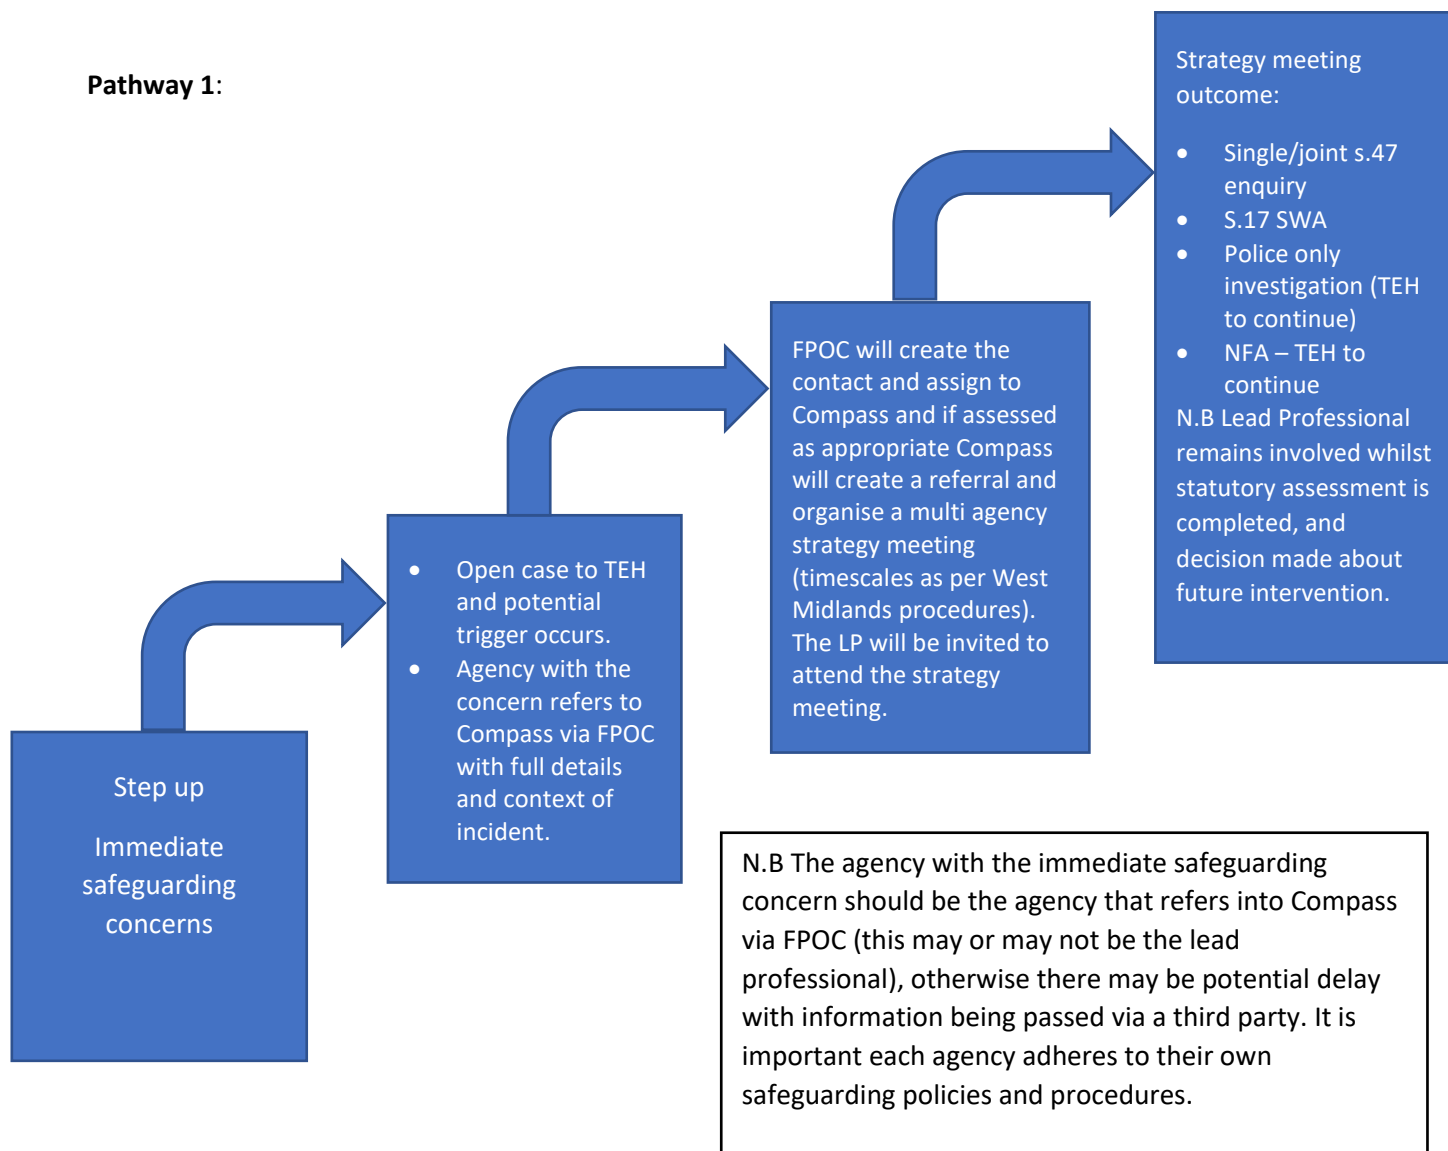 Pathway 1:
Step up
Immediate
safeguarding
concerns
• Open case to TEH
and potential
trigger occurs.
• Agency with the
concern refers to
Compass via FPOC
with full details
and context of
incident.
FPOC will create the
contact and assign to
Compass and if assessed
as appropriate Compass
will create a referral and
organise a multi agency
strategy meeting
(timescales as per West
Midlands procedures).
The LP will be invited to
attend the strategy
meeting.
Strategy meeting
outcome:
• Single/joint s.47
enquiry
• S.17 SWA
• Police only
investigation (TEH
to continue)
• NFA – TEH to
continue
N.B Lead Professional
remains involved whilst
statutory assessment is
completed, and
decision made about
future intervention.
N.B The agency with the immediate safeguarding
concern should be the agency that refers into Compass
via FPOC (this may or may not be the lead
professional), otherwise there may be potential delay
with information being passed via a third party. It is
important each agency adheres to their own
safeguarding policies and procedures.